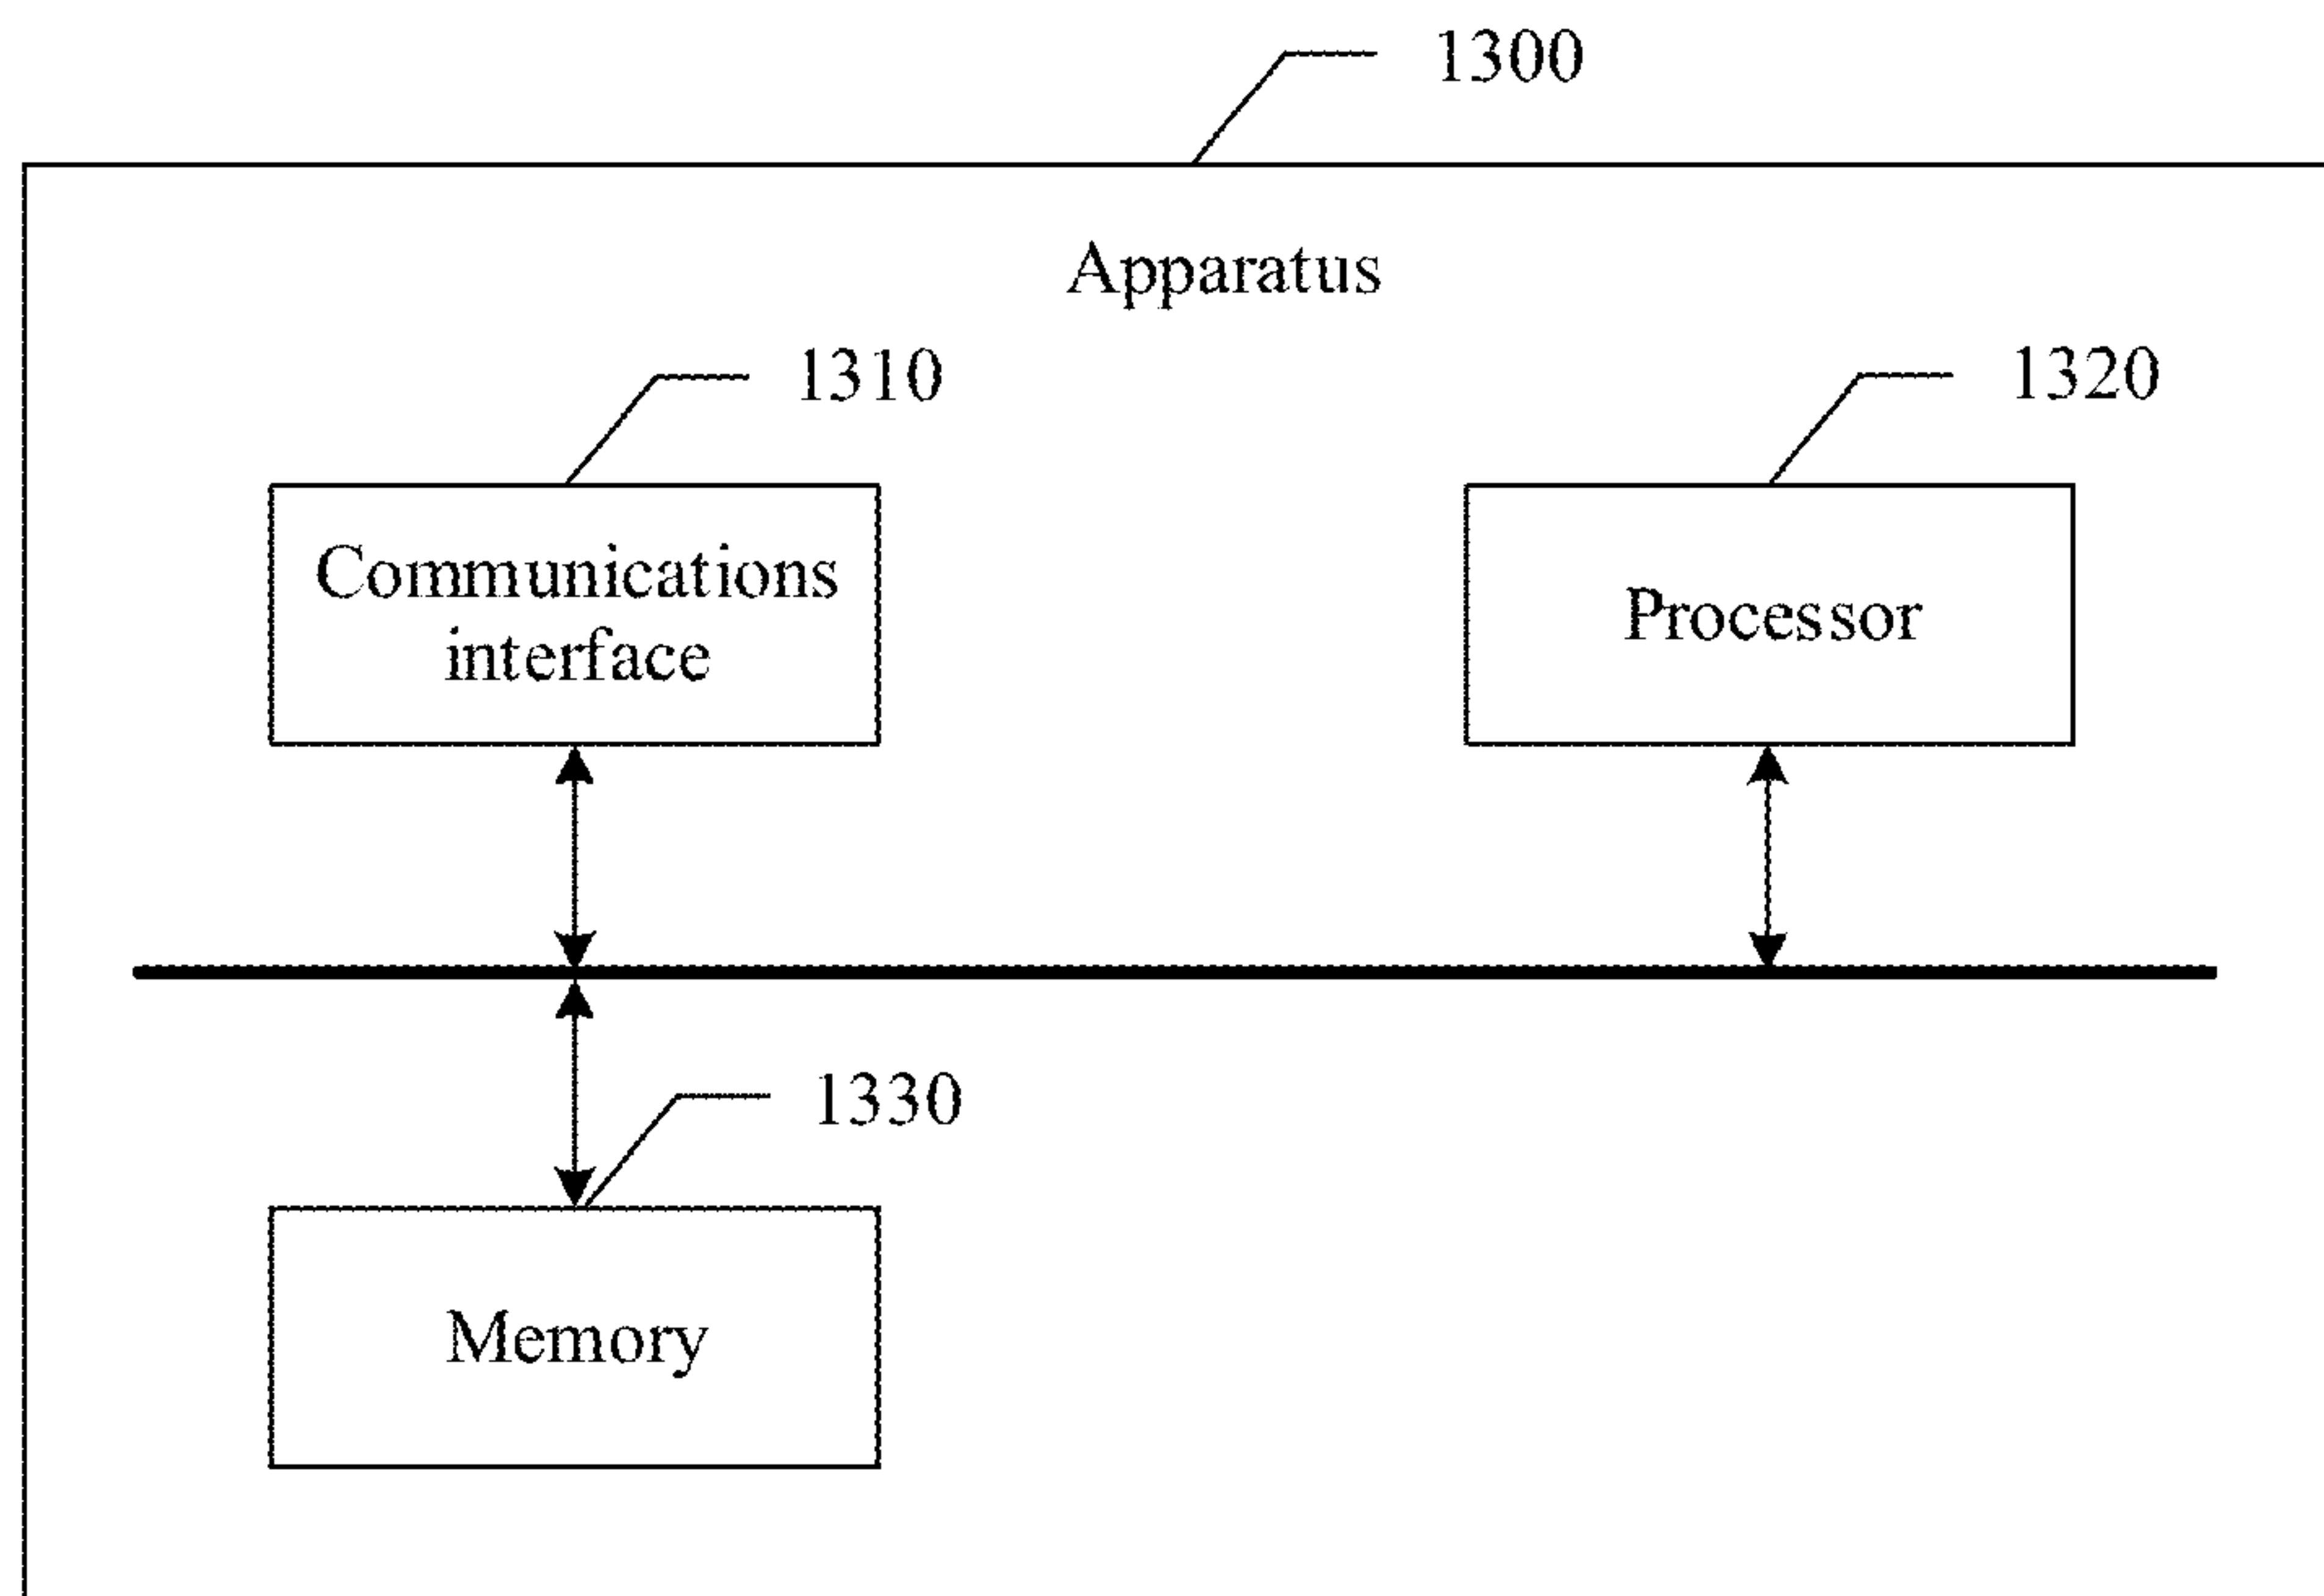 1300
Apparatus
1310
1320
Communications
interface
Processor
1330
Memory